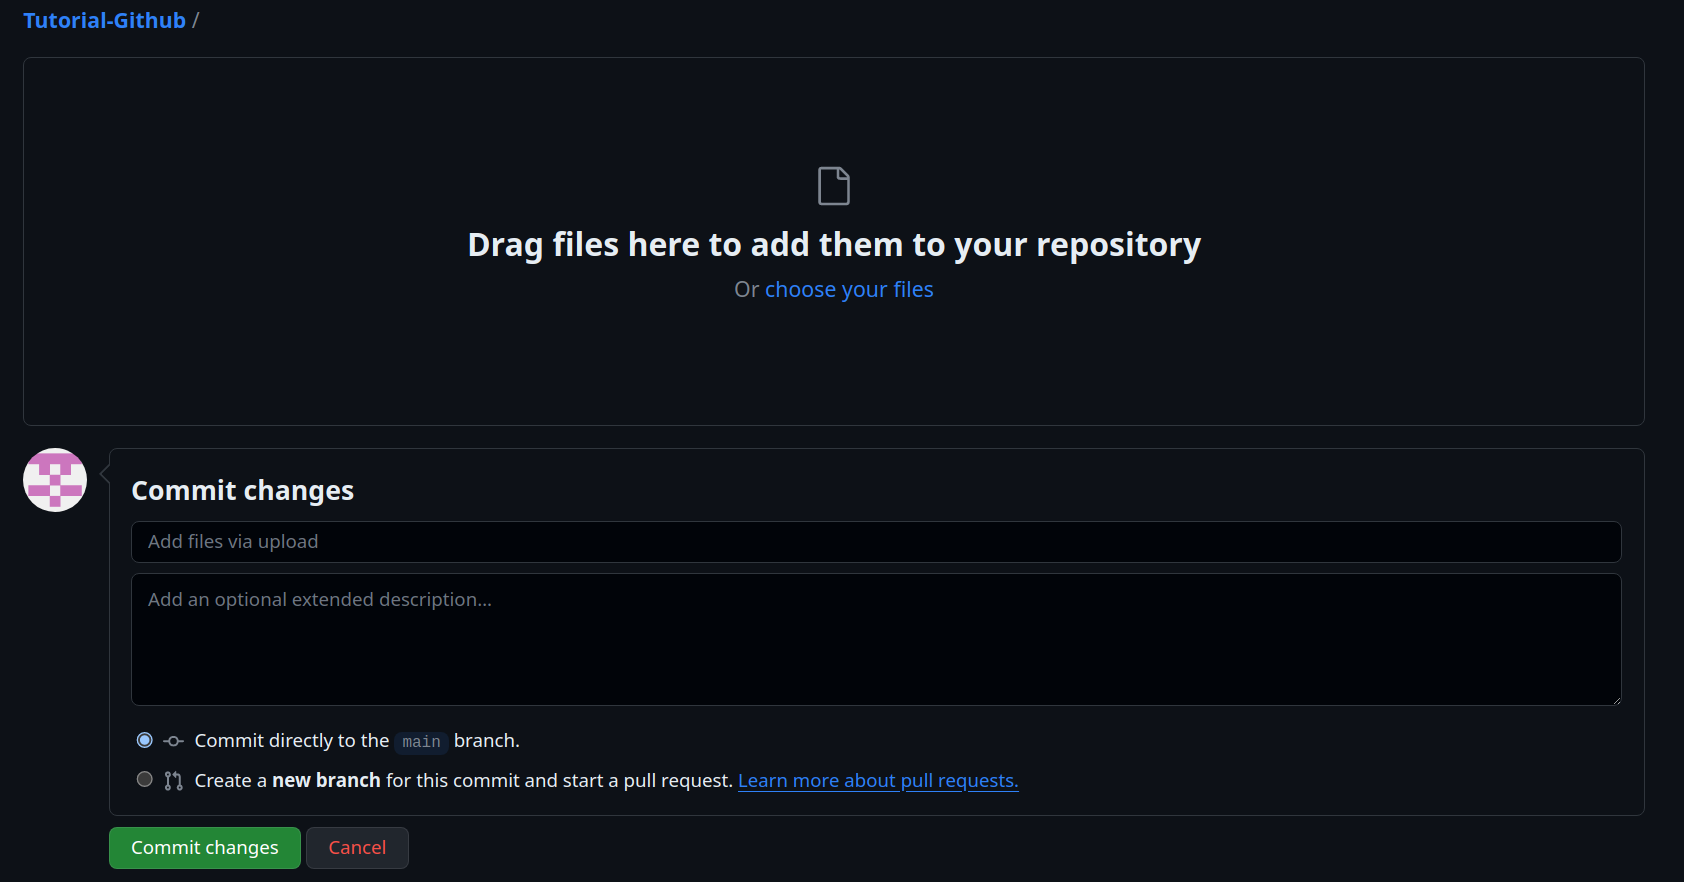 Tutorial-Github /
Drag files here to add them to your repository
Or choose your files
Commit changes
Add files via upload
Add an optional extended description...
Commit directly to the main branch.
Create a new branch for this commit and start a pull request. Learn more about pull requests.
Commit changes Cancel